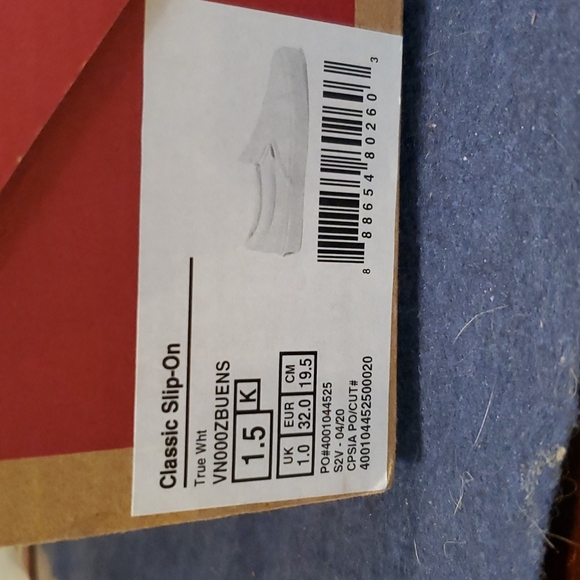 Classic Slip-On
True Wht
VN000ZBUENS
1.5 K
UK EUR CM
1.0 32.0 19.5
PO#4001044525
S2V - 04/20
CPSIA PO/CUT#
400104452500020
8 88654 80260 3